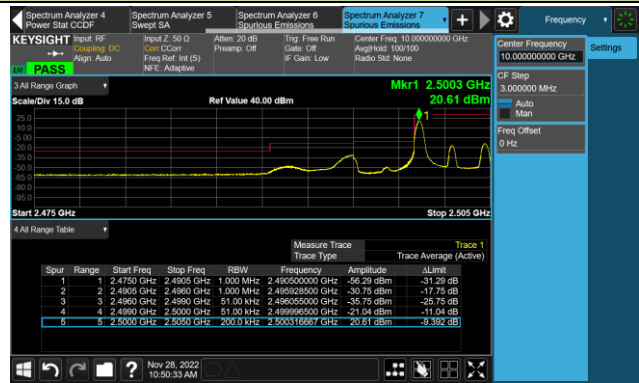 Spectrum Analyzer 4 Spectrum Analyzer 5 Spectrum Analyzer 6 Spectrum Analyzer 7 Frequency
Power Stat CCDF Swept SA Spurious Emissions Spurious Emissions
KEYSIGHT Input: RF Input Z: 50 Ω Atten: 20 dB Trig: Free Run Center Freq: 10.000000000 GHz
Coupling: DC Corr CCorr Preamp: Off Gate: Off Avg|Hold: 100/100
Align: Auto Freq Ref: Int (S) IF Gain: Low Radio Std: None
NFE: Adaptive
PASS
Center Frequency Settings
10.000000000 GHz
CF Step
3.000000 MHz
Auto
Man
Freq Offset
0 Hz
3 All Range Graph Mkr1 2.5003 GHz
Scale/Div 15.0 dB Ref Value 40.00 dBm 20.61 dBm
1
25.0
10.0
-5.00
-20.0
-35.0
-50.0
-65.0
-80.0
-95.0
Start 2.475 GHz Stop 2.505 GHz
4 All Range Table
Measure Trace Trace 1
Trace Type Trace Average (Active)
Spur Range Start Freq Stop Freq RBW Frequency Amplitude ΔLimit
1 1 2.4750 GHz 2.4905 GHz 1.000 MHz 2.490500000 GHz -56.29 dBm -31.29 dB
2 2 2.4905 GHz 2.4960 GHz 1.000 MHz 2.495928500 GHz -30.75 dBm -17.75 dB
3 3 2.4960 GHz 2.4990 GHz 51.00 kHz 2.496055000 GHz -35.75 dBm -25.75 dB
4 4 2.4990 GHz 2.5000 GHz 51.00 kHz 2.499996500 GHz -21.04 dBm -11.04 dB
5 5 2.5000 GHz 2.5050 GHz 200.0 kHz 2.500316667 GHz 20.61 dBm -9.392 dB
? Nov 28, 2022
10:50:33 AM